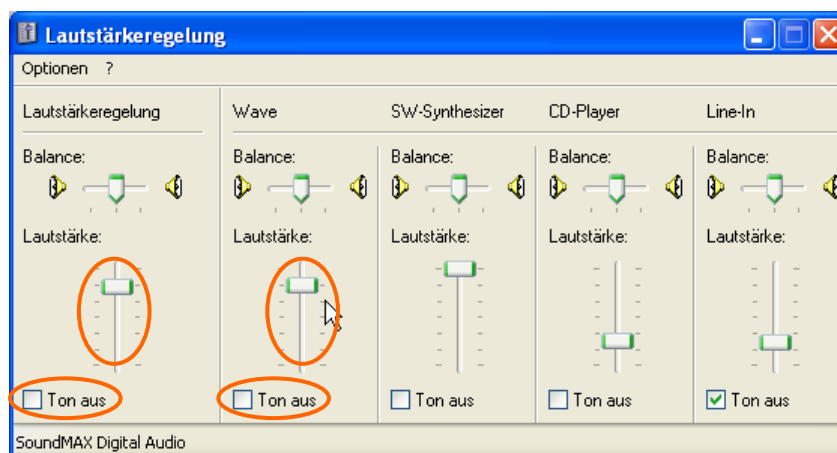 Lautstärkeregelung
Optionen ?
Lautstärkeregelung Wave SW-Synthesizer CD-Player Line-In
Balance: Balance: Balance: Balance: Balance:
Lautstärke: Lautstärke: Lautstärke: Lautstärke: Lautstärke:
Ton aus Ton aus Ton aus Ton aus Ton aus
SoundMAX Digital Audio